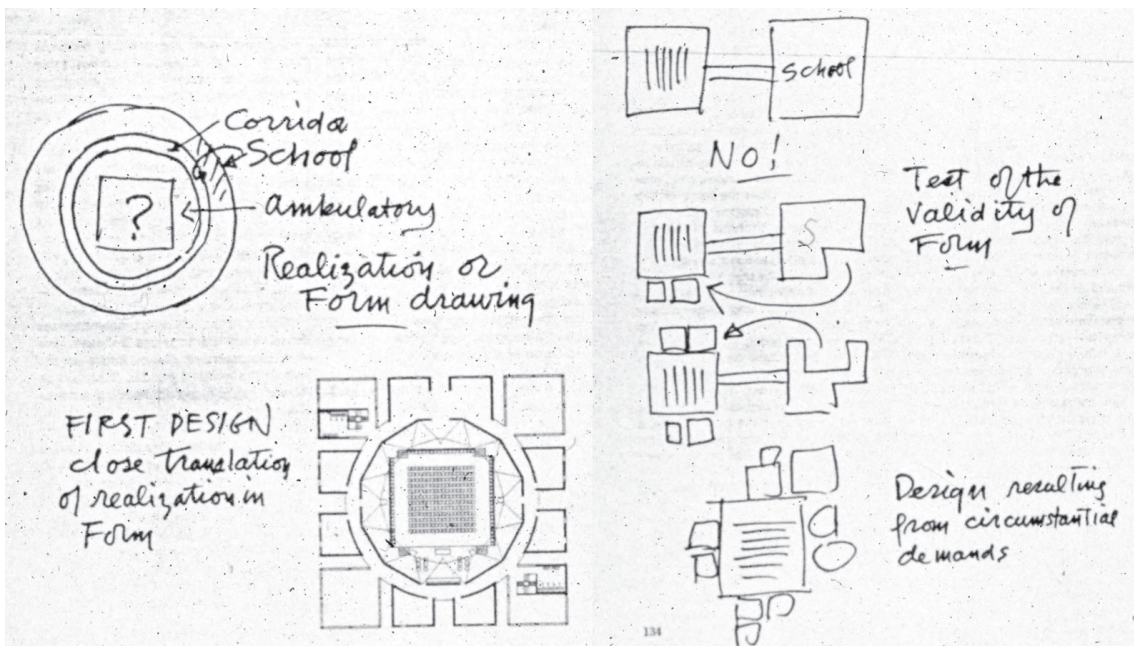 Corridor
School
ambulatory
?
Realization or
Form drawing
FIRST DESIGN
close translation
of realization in
Form
School
NO!
Test of the
validity of
Form
S
Design resulting
from circumstantial
demands
134